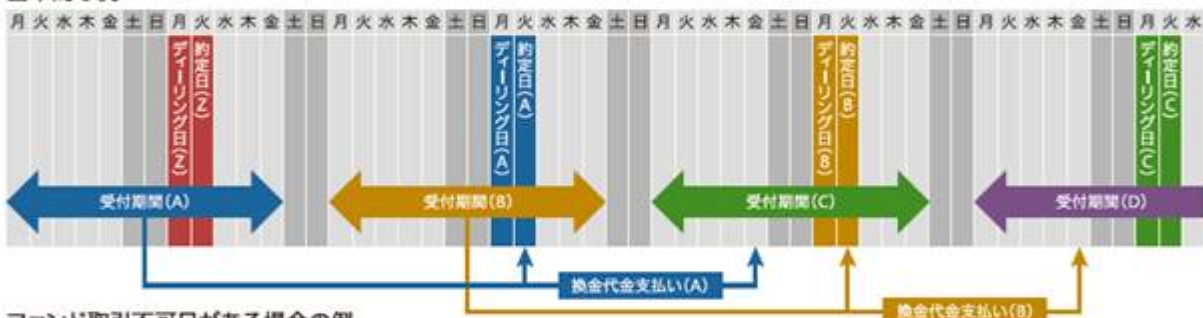 月火水木金土日月火水木金土日月火水木金土日月火水木金土日月火水木金土日月火水木金土日月火水木金土日月火水
ディーリング日(Z)
約定日(Z)
ディーリング日(A)
約定日(A)
ディーリング日(B)
約定日(B)
ディーリング日(C)
約定日(C)
受付期間(A)
受付期間(B)
受付期間(C)
受付期間(D)
換金代金支払い(A)
換金代金支払い(B)
ファンド取引不可日がある場合の例